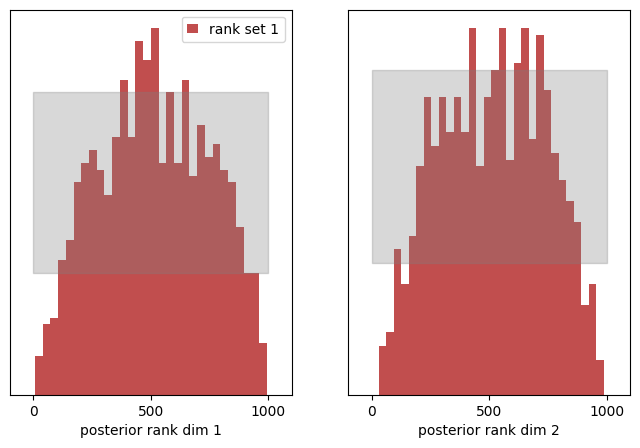 rank set 1
0 500 1000
posterior rank dim 1
0 500 1000
posterior rank dim 2